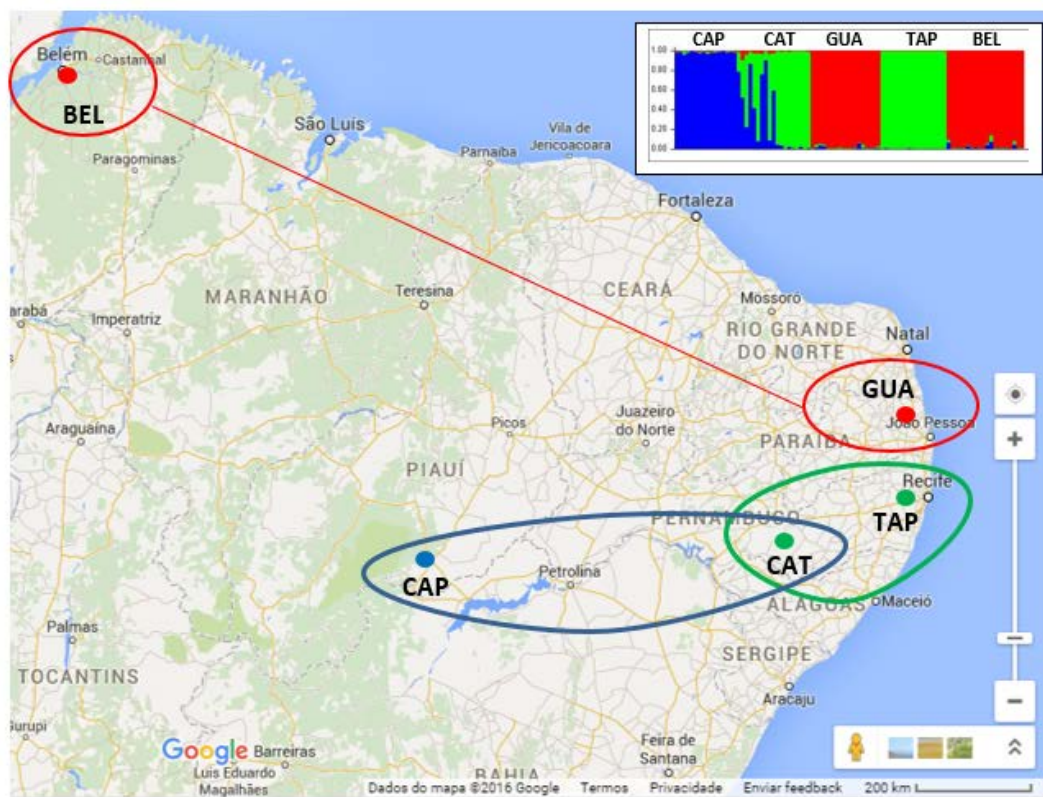 CAP CAT GUA TAP BEL
1.00
0.80
0.60
0.40
0.20
0.00
Belém
Castanhal
BEL
São Luís
Vila de
Jericoacoara
Parnaíba
Paragominas
Fortaleza
MARANHÃO
Teresina
CEARÁ
Mossoró
arabá
Imperatriz
RIO GRANDE
DO NORTE
Natal
GUA
Juazeiro
do Norte
Picos
João Pessoa
PARAÍBA
Araguaína
PIAUÍ
Recife
PERNAMBUCO
TAP
CAP
CAT
Petrolina
ALAGOAS
Maceió
Palmas
SERGIPE
TOCANTINS
Aracaju
Gurupi
Google
Barreiras
Feira de
Santana
Luís Eduardo
Magalhães
BAHIA
Dados do mapa ©2016 Google Termos Privacidade Enviar feedback 200 km